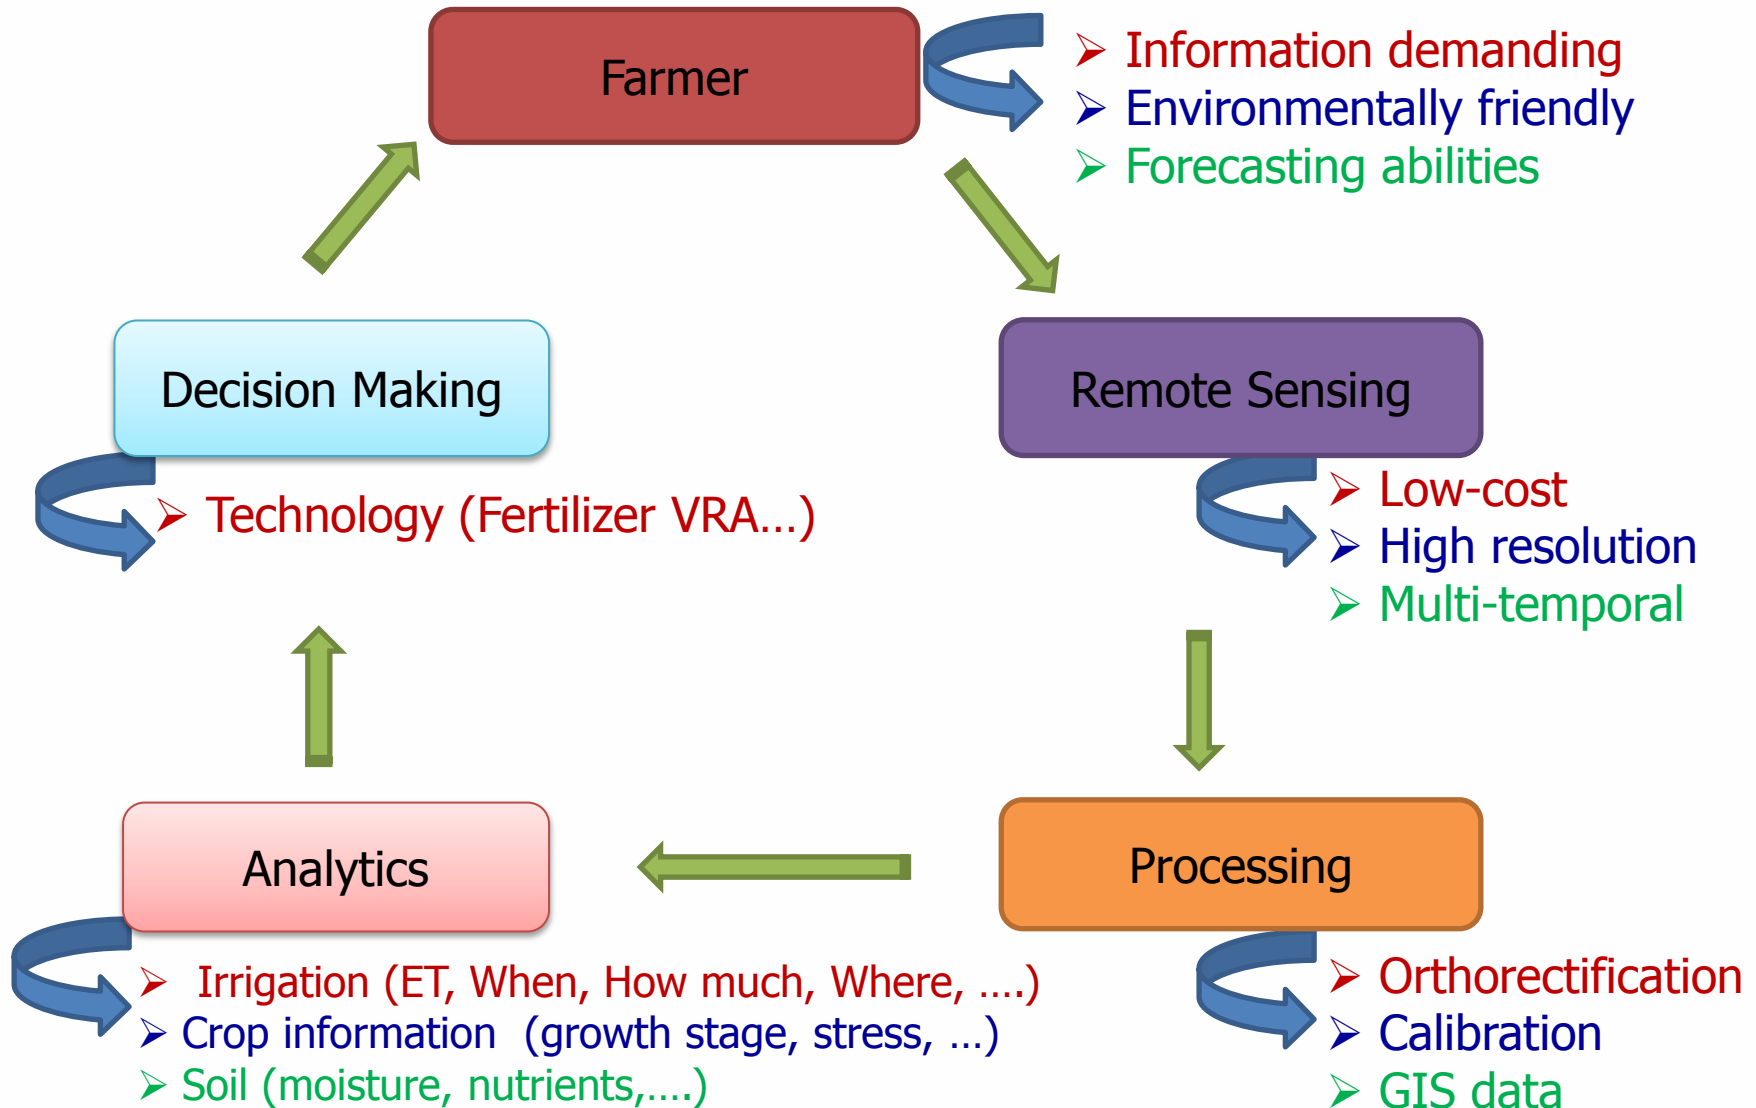 Farmer
➢ Information demanding
➢ Environmentally friendly
➢ Forecasting abilities
Decision Making
➢ Technology (Fertilizer VRA…)
Remote Sensing
➢ Low-cost
➢ High resolution
➢ Multi-temporal
Analytics
➢ Irrigation (ET, When, How much, Where, ….)
➢ Crop information (growth stage, stress, …)
➢ Soil (moisture, nutrients,….)
Processing
➢ Orthorectification
➢ Calibration
➢ GIS data